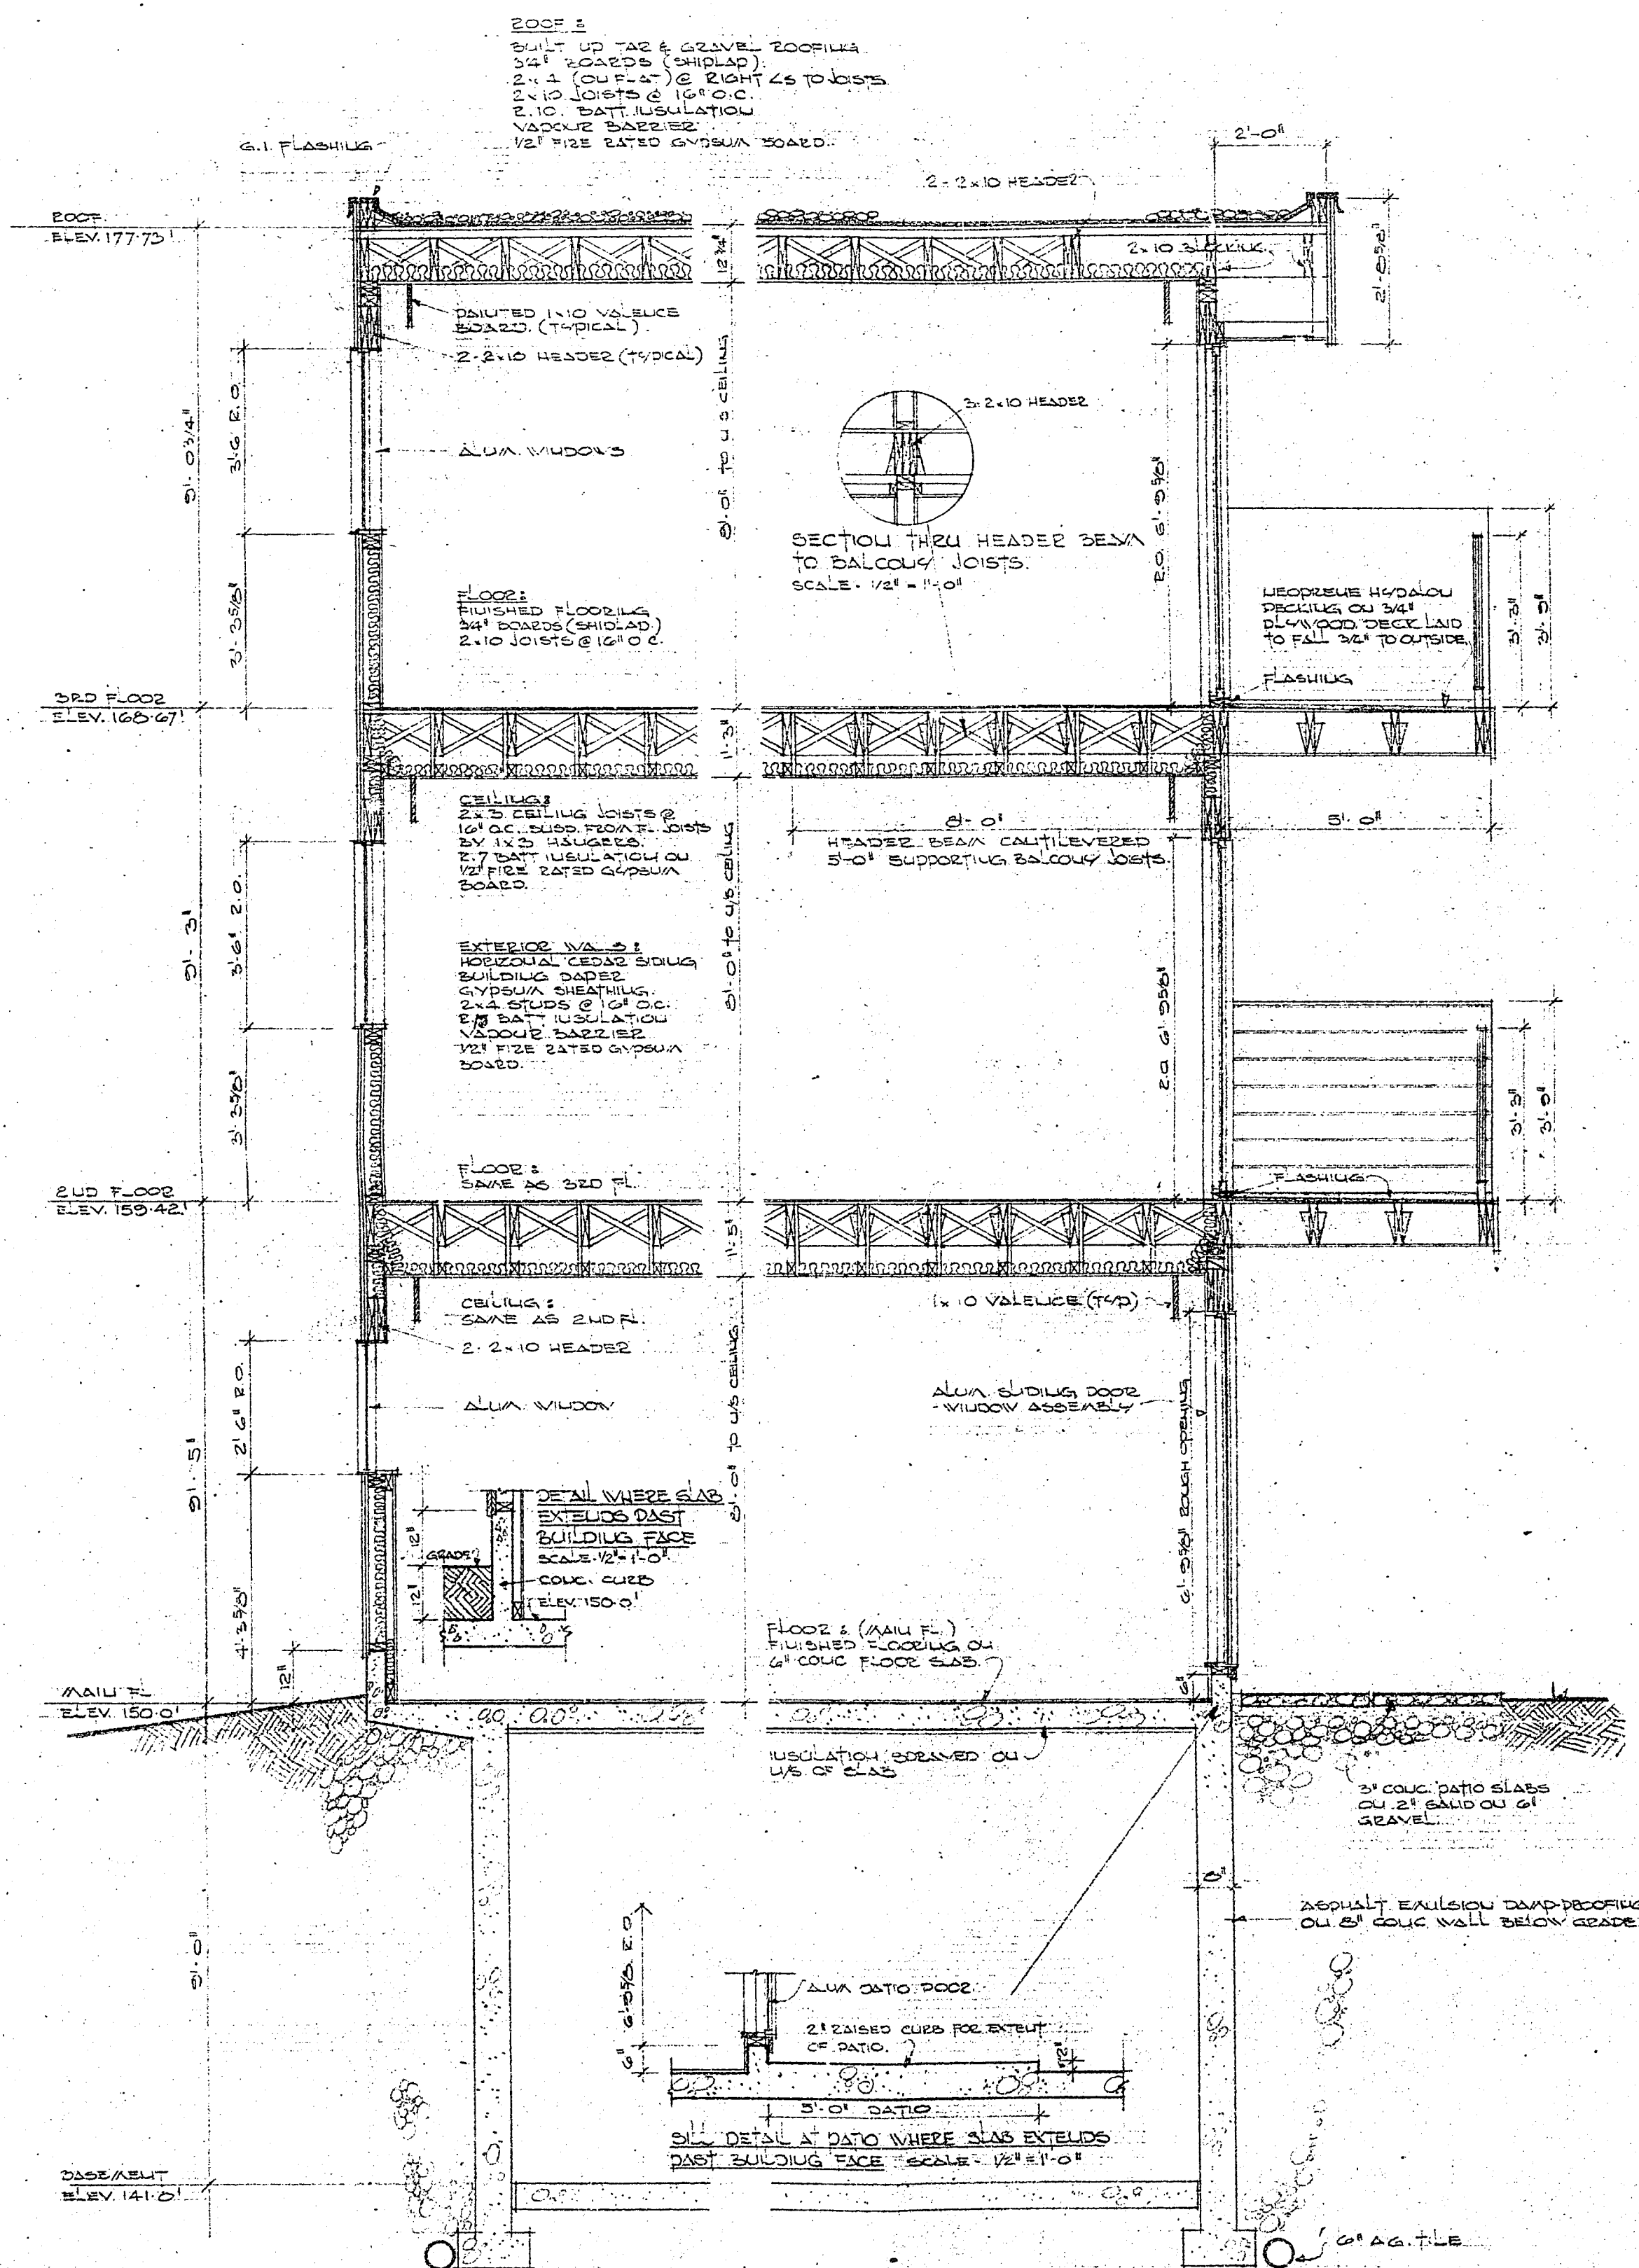 ROOF :
BUILT UP TAR & GRAVEL ROOFING
3/4" BOARDS (SHIPLAP)
2x4 (ON FLAT) @ RIGHT ∠S TO JOISTS
2x10 JOISTS @ 16" O.C.
R.10. BATT INSULATION
VAPOUR BARRIER
1/2" FIRE RATED GYPSUM BOARD.
G.I. FLASHING
2'-0"
2-2x10 HEADER
ROOF
ELEV. 177.73'
2x10 BLOCKING
12 3/4"
2'-0 5/8"
PAINTED 1x10 VALENCE
BOARD. (TYPICAL)
2-2x10 HEADER (TYPICAL)
9'-0 3/4"
3'-6" R.O.
8'-0" TO U/S CEILING
3-2x10 HEADER
ALUM. WINDOWS
R.O. 6'-9 5/8"
SECTION THRU HEADER BEAM
TO BALCONY JOISTS.
SCALE - 1/2" = 1'-0"
FLOOR:
FINISHED FLOORING
3/4" BOARDS (SHIPLAP)
2x10 JOISTS @ 16" O.C.
NEOPRENE HYPALON
DECKING ON 3/4"
PLYWOOD DECK LAID
TO FALL 3/4" TO OUTSIDE.
3'-3 5/8"
3'-3"
3'-9"
FLASHING
3RD FLOOR
ELEV. 168.67'
1'-3"
CEILING:
2x3 CEILING JOISTS @
16" O.C. SUSP. FROM FL. JOISTS
BY 1x3 HANGERS.
R.7 BATT INSULATION ON
1/2" FIRE RATED GYPSUM
BOARD.
8'-0"
5'-0"
HEADER BEAM CANTILEVERED
5'-0" SUPPORTING BALCONY JOISTS.
9'-3"
3'-6" R.O.
8'-0" TO U/S CEILING
EXTERIOR WALLS:
HORIZONAL CEDAR SIDING
BUILDING PAPER
GYPSUM SHEATHING.
2x4 STUDS @ 16" O.C.
BATT INSULATION
VAPOUR BARRIER
1/2" FIRE RATED GYPSUM
BOARD.
R.O. 6'-9 5/8"
3'-3 5/8"
3'-3"
3'-9"
FLOOR:
SAME AS 3RD FL.
FLASHING
2ND FLOOR
ELEV. 159.42'
1'-5"
CEILING:
SAME AS 2ND FL.
2-2x10 HEADER
1x10 VALENCE (TYP)
9'-5"
2'-6" R.O.
8'-0" TO U/S CEILING
ALUM. WINDOW
ALUM. SLIDING DOOR
- WINDOW ASSEMBLY
6'-9 5/8" ROUGH OPENING
DETAIL WHERE SLAB
EXTENDS PAST
BUILDING FACE
SCALE - 1/2" = 1'-0"
12"
GRADE
CONC. CURB
12"
ELEV. 150.0'
4'-3 5/8"
12"
FLOOR: (MAIN FL.)
FINISHED FLOORING ON
6" CONC FLOOR SLAB.
6"
MAIN FL
ELEV. 150.0'
INSULATION SPRAYED ON
U/S OF SLAB
3" CONC. PATIO SLABS
ON 2" SAND ON 6"
GRAVEL
8"
ASPHALT EMULSION DAMP-PROOFING
ON 8" CONC. WALL BELOW GRADE
9'-0"
6'-9 5/8 R.O.
6"
ALUM PATIO DOOR.
2" RAISED CURB FOR EXTENT
OF PATIO.
2"
5'-0" PATIO
SILL DETAIL AT PATIO WHERE SLAB EXTENDS
PAST BUILDING FACE SCALE - 1/2" = 1'-0"
BASEMENT
ELEV. 141.0'
6" AG. TILE